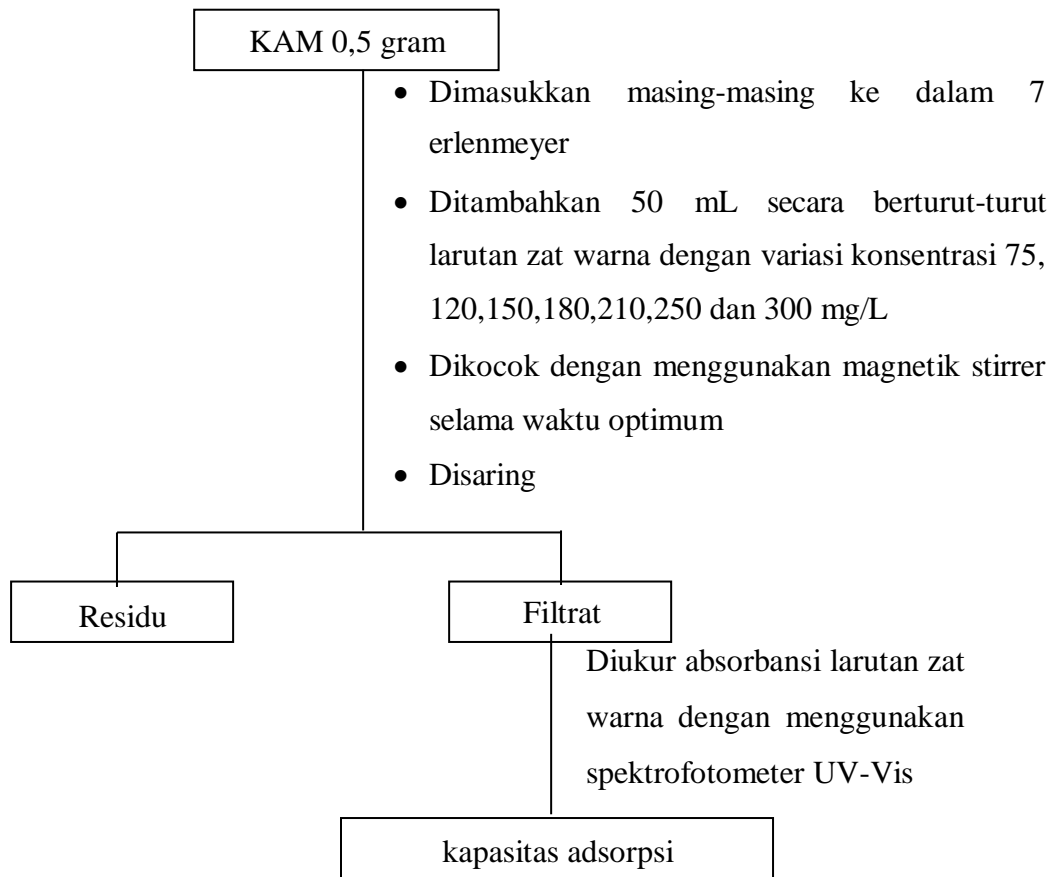 KAM 0,5 gram
• Dimasukkan masing-masing ke dalam 7
erlenmeyer
• Ditambahkan 50 mL secara berturut-turut
larutan zat warna dengan variasi konsentrasi 75,
120,150,180,210,250 dan 300 mg/L
• Dikocok dengan menggunakan magnetik stirrer
selama waktu optimum
• Disaring
Residu
Filtrat
Diukur absorbansi larutan zat
warna dengan menggunakan
spektrofotometer UV-Vis
kapasitas adsorpsi